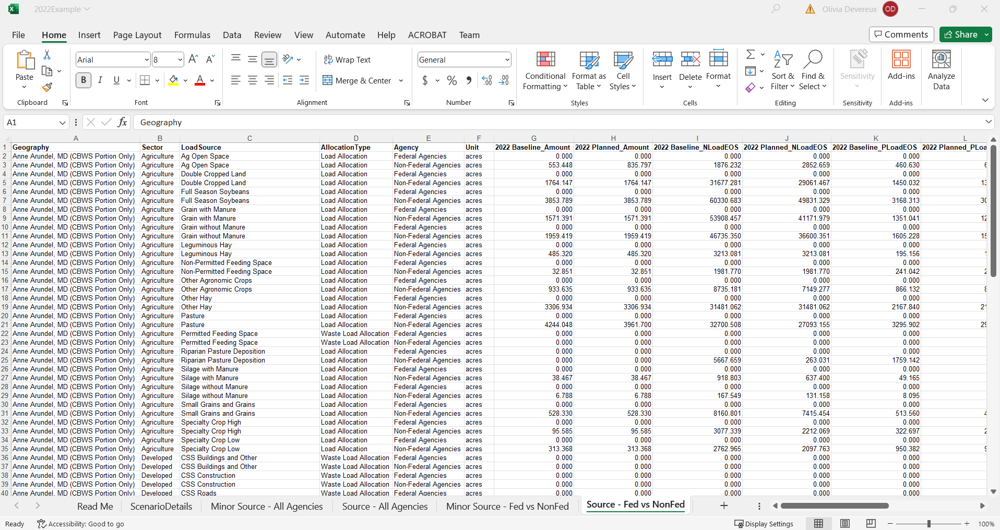 2022Example
Olivia Devereux OD
File Home Insert Page Layout Formulas Data Review View Automate Help ACROBAT Team Comments Share
Paste Arial 8 Wrap Text General Conditional Formatting Format as Table Cell Styles Insert Delete Format Sort & Filter Find & Select Sensitivity Add-ins Analyze Data
B I U A Merge & Center $ % 9 .00
Clipboard Font Alignment Number Styles Cells Editing Sensitivity Add-ins
A1 fx Geography
A B C D E F G H I J K L
1 Geography Sector LoadSource AllocationType Agency Unit 2022 Baseline_Amount 2022 Planned_Amount 2022 Baseline_NLoadEOS 2022 Planned_NLoadEOS 2022 Baseline_PLoadEOS 2022 Planned_PLoa
2 Anne Arundel, MD (CBWS Portion Only) Agriculture Ag Open Space Load Allocation Federal Agencies acres 0.000 0.000 0.000 0.000 0.000
3 Anne Arundel, MD (CBWS Portion Only) Agriculture Ag Open Space Load Allocation Non-Federal Agencies acres 553.448 835.797 1876.232 2852.659 460.630
4 Anne Arundel, MD (CBWS Portion Only) Agriculture Double Cropped Land Load Allocation Federal Agencies acres 0.000 0.000 0.000 0.000 0.000
5 Anne Arundel, MD (CBWS Portion Only) Agriculture Double Cropped Land Load Allocation Non-Federal Agencies acres 1764.147 1764.147 31677.281 29061.467 1450.032 13
6 Anne Arundel, MD (CBWS Portion Only) Agriculture Full Season Soybeans Load Allocation Federal Agencies acres 0.000 0.000 0.000 0.000 0.000
7 Anne Arundel, MD (CBWS Portion Only) Agriculture Full Season Soybeans Load Allocation Non-Federal Agencies acres 3853.789 3853.789 60330.683 49831.329 3168.313 30
8 Anne Arundel, MD (CBWS Portion Only) Agriculture Grain with Manure Load Allocation Federal Agencies acres 0.000 0.000 0.000 0.000 0.000
9 Anne Arundel, MD (CBWS Portion Only) Agriculture Grain with Manure Load Allocation Non-Federal Agencies acres 1571.391 1571.391 53908.457 41171.979 1351.041 12
10 Anne Arundel, MD (CBWS Portion Only) Agriculture Grain without Manure Load Allocation Federal Agencies acres 0.000 0.000 0.000 0.000 0.000
11 Anne Arundel, MD (CBWS Portion Only) Agriculture Grain without Manure Load Allocation Non-Federal Agencies acres 1959.419 1959.419 46735.350 36600.351 1605.228 15
12 Anne Arundel, MD (CBWS Portion Only) Agriculture Leguminous Hay Load Allocation Federal Agencies acres 0.000 0.000 0.000 0.000 0.000
13 Anne Arundel, MD (CBWS Portion Only) Agriculture Leguminous Hay Load Allocation Non-Federal Agencies acres 485.320 485.320 3213.081 3213.081 195.156
14 Anne Arundel, MD (CBWS Portion Only) Agriculture Non-Permitted Feeding Space Load Allocation Federal Agencies acres 0.000 0.000 0.000 0.000 0.000
15 Anne Arundel, MD (CBWS Portion Only) Agriculture Non-Permitted Feeding Space Load Allocation Non-Federal Agencies acres 32.851 32.851 1981.770 1981.770 241.042
16 Anne Arundel, MD (CBWS Portion Only) Agriculture Other Agronomic Crops Load Allocation Federal Agencies acres 0.000 0.000 0.000 0.000 0.000
17 Anne Arundel, MD (CBWS Portion Only) Agriculture Other Agronomic Crops Load Allocation Non-Federal Agencies acres 933.635 933.635 8735.181 7149.277 866.132
18 Anne Arundel, MD (CBWS Portion Only) Agriculture Other Hay Load Allocation Federal Agencies acres 0.000 0.000 0.000 0.000 0.000
19 Anne Arundel, MD (CBWS Portion Only) Agriculture Other Hay Load Allocation Non-Federal Agencies acres 3306.934 3306.934 31481.062 31481.062 2167.840 21
20 Anne Arundel, MD (CBWS Portion Only) Agriculture Pasture Load Allocation Federal Agencies acres 0.000 0.000 0.000 0.000 0.000
21 Anne Arundel, MD (CBWS Portion Only) Agriculture Pasture Load Allocation Non-Federal Agencies acres 4244.048 3961.700 32700.508 27093.155 3295.902 29
22 Anne Arundel, MD (CBWS Portion Only) Agriculture Permitted Feeding Space Waste Load Allocation Federal Agencies acres 0.000 0.000 0.000 0.000 0.000
23 Anne Arundel, MD (CBWS Portion Only) Agriculture Permitted Feeding Space Waste Load Allocation Non-Federal Agencies acres 0.000 0.000 0.000 0.000 0.000
24 Anne Arundel, MD (CBWS Portion Only) Agriculture Riparian Pasture Deposition Load Allocation Federal Agencies acres 0.000 0.000 0.000 0.000 0.000
25 Anne Arundel, MD (CBWS Portion Only) Agriculture Riparian Pasture Deposition Load Allocation Non-Federal Agencies acres 0.000 0.000 5667.659 263.031 1759.142
26 Anne Arundel, MD (CBWS Portion Only) Agriculture Silage with Manure Load Allocation Federal Agencies acres 0.000 0.000 0.000 0.000 0.000
27 Anne Arundel, MD (CBWS Portion Only) Agriculture Silage with Manure Load Allocation Non-Federal Agencies acres 38.467 38.467 918.803 637.400 49.165
28 Anne Arundel, MD (CBWS Portion Only) Agriculture Silage without Manure Load Allocation Federal Agencies acres 0.000 0.000 0.000 0.000 0.000
29 Anne Arundel, MD (CBWS Portion Only) Agriculture Silage without Manure Load Allocation Non-Federal Agencies acres 6.788 6.788 167.549 131.158 8.095
30 Anne Arundel, MD (CBWS Portion Only) Agriculture Small Grains and Grains Load Allocation Federal Agencies acres 0.000 0.000 0.000 0.000 0.000
31 Anne Arundel, MD (CBWS Portion Only) Agriculture Small Grains and Grains Load Allocation Non-Federal Agencies acres 528.330 528.330 8160.801 7415.454 513.560
32 Anne Arundel, MD (CBWS Portion Only) Agriculture Specialty Crop High Load Allocation Federal Agencies acres 0.000 0.000 0.000 0.000 0.000
33 Anne Arundel, MD (CBWS Portion Only) Agriculture Specialty Crop High Load Allocation Non-Federal Agencies acres 95.585 95.585 3077.339 2212.069 322.697
34 Anne Arundel, MD (CBWS Portion Only) Agriculture Specialty Crop Low Load Allocation Federal Agencies acres 0.000 0.000 0.000 0.000 0.000
35 Anne Arundel, MD (CBWS Portion Only) Agriculture Specialty Crop Low Load Allocation Non-Federal Agencies acres 313.368 313.368 2762.965 2097.763 950.382
36 Anne Arundel, MD (CBWS Portion Only) Developed CSS Buildings and Other Waste Load Allocation Federal Agencies acres 0.000 0.000 0.000 0.000 0.000
37 Anne Arundel, MD (CBWS Portion Only) Developed CSS Buildings and Other Waste Load Allocation Non-Federal Agencies acres 0.000 0.000 0.000 0.000 0.000
38 Anne Arundel, MD (CBWS Portion Only) Developed CSS Construction Waste Load Allocation Federal Agencies acres 0.000 0.000 0.000 0.000 0.000
39 Anne Arundel, MD (CBWS Portion Only) Developed CSS Construction Waste Load Allocation Non-Federal Agencies acres 0.000 0.000 0.000 0.000 0.000
40 Anne Arundel, MD (CBWS Portion Only) Developed CSS Roads Waste Load Allocation Federal Agencies acres 0.000 0.000 0.000 0.000 0.000
Read Me ScenarioDetails Minor Source - All Agencies Source - All Agencies Minor Source - Fed vs NonFed Source - Fed vs NonFed
Ready Accessibility: Good to go Display Settings 100%